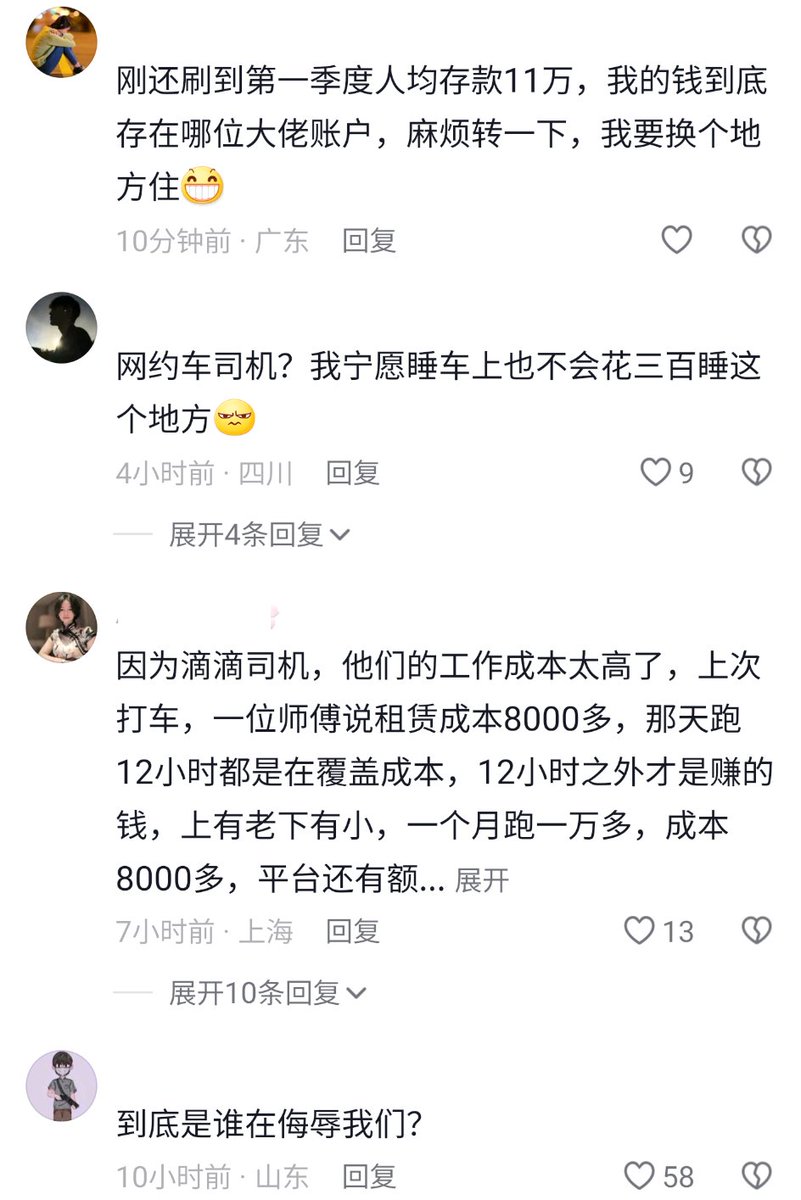 刚还刷到第一季度人均存款11万，我的钱到底
存在哪位大佬账户，麻烦转一下，我要换个地
方住😁
10分钟前 · 广东 回复
网约车司机？我宁愿睡车上也不会花三百睡这
个地方
4小时前 · 四川 回复 9
展开4条回复
因为滴滴司机，他们的工作成本太高了，上次
打车，一位师傅说租赁成本8000多，那天跑
12小时都是在覆盖成本，12小时之外才是赚的
钱，上有老下有小，一个月跑一万多，成本
8000多，平台还有额... 展开
7小时前 · 上海 回复 13
展开10条回复
到底是谁在侮辱我们？
10小时前 · 山东 回复 58